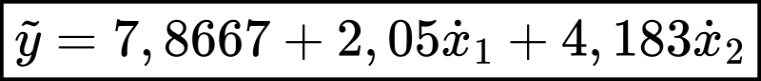 ỹ = 7,8667 + 2,05ẋ₁ + 4,183ẋ₂